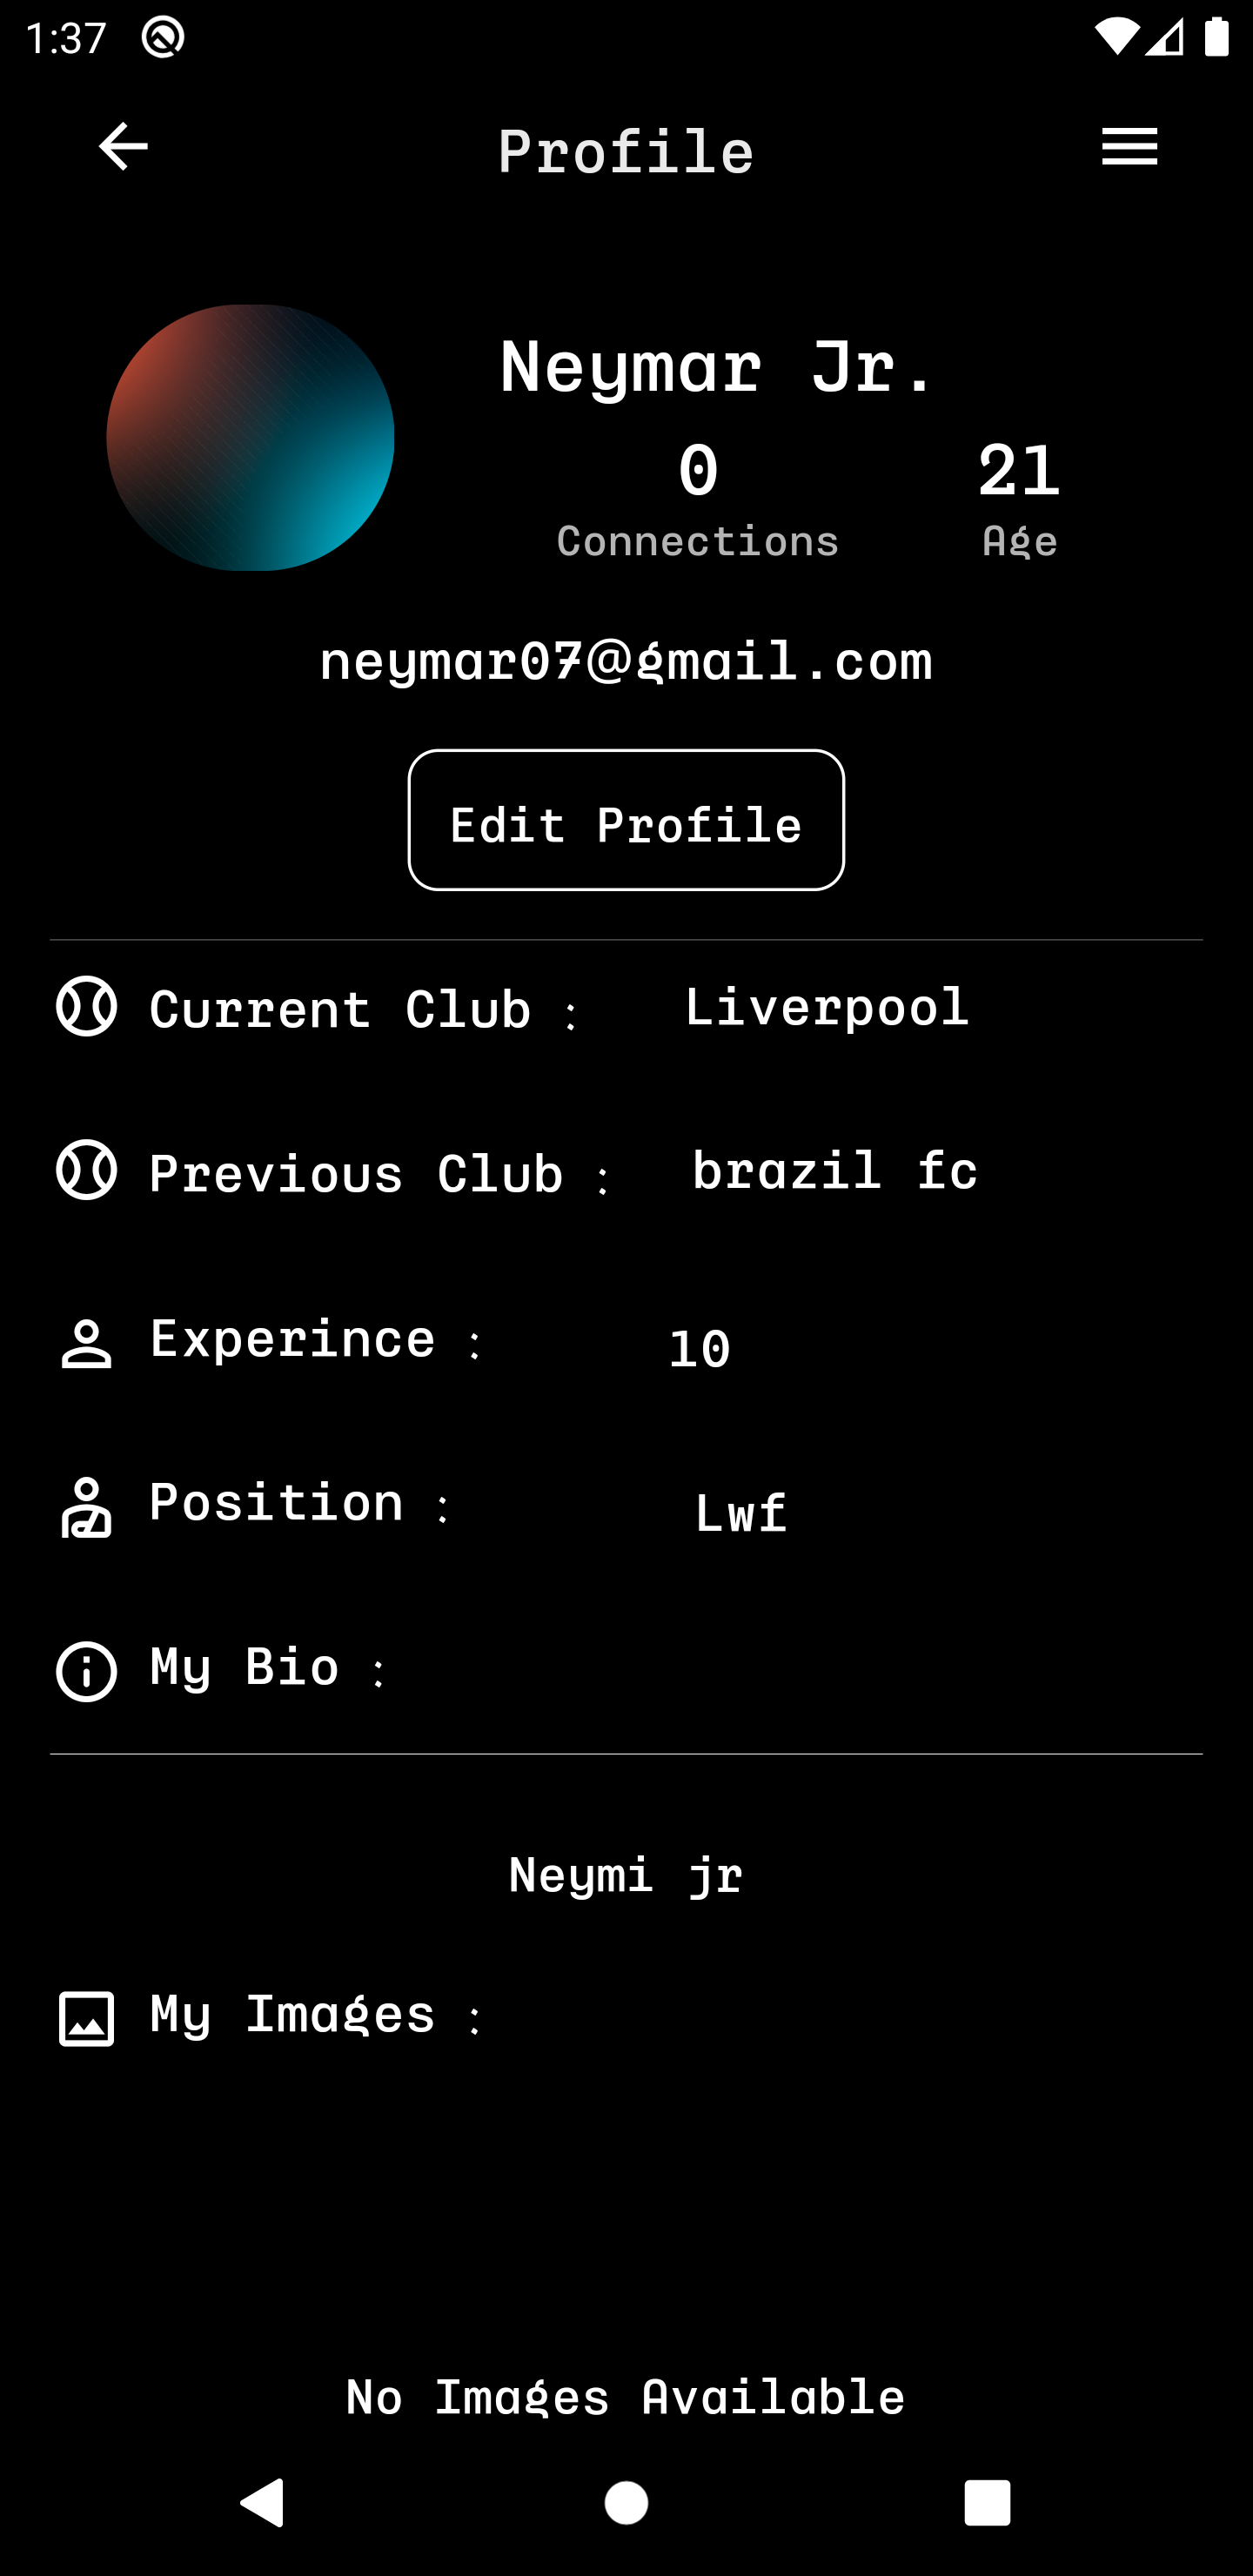 1:37
Profile
Neymar Jr.
0 21
Connections Age
neymar07@gmail.com
Edit Profile
Current Club : Liverpool
Previous Club : brazil fc
Experince : 10
Position : Lwf
My Bio :
Neymi jr
My Images :
No Images Available